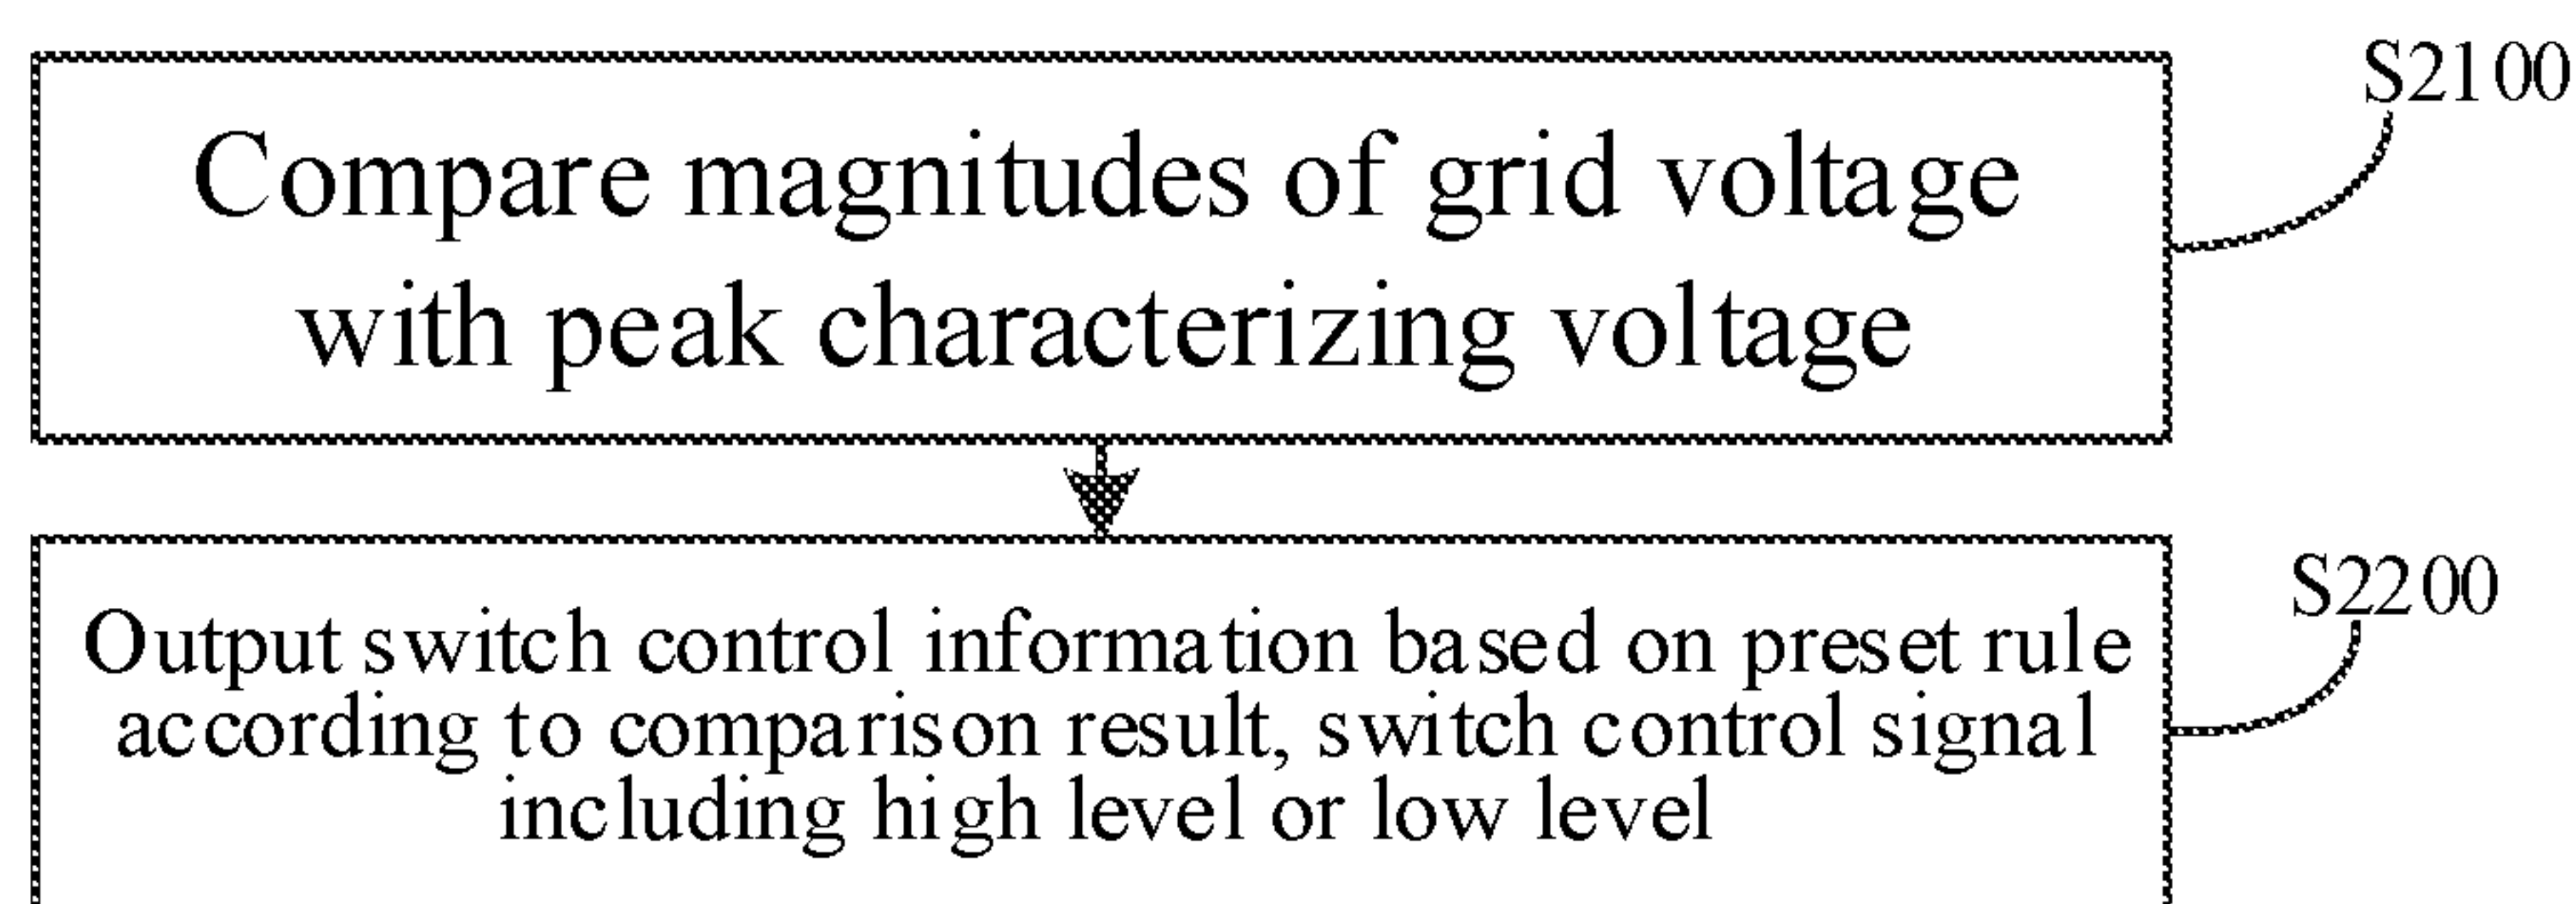 S2100
Compare magnitudes of grid voltage
with peak characterizing voltage
S2200
Output switch control information based on preset rule
according to comparison result, switch control signal
including high level or low level